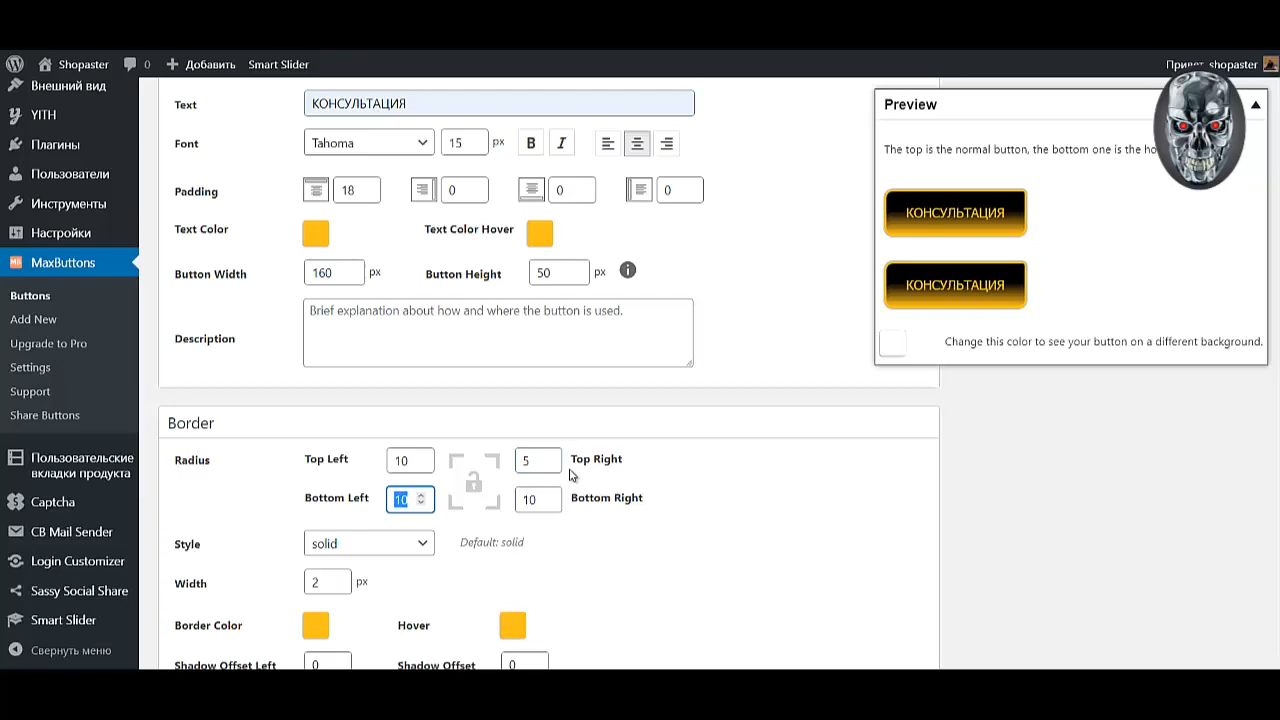 Shopaster 0 Добавить Smart Slider Привет, shopaster
Внешний вид
YITH
Плагины
Пользователи
Инструменты
Настройки
MaxButtons
Buttons
Add New
Upgrade to Pro
Settings
Support
Share Buttons
Пользовательские
вкладки продукта
Captcha
CB Mail Sender
Login Customizer
Sassy Social Share
Smart Slider
Свернуть меню
Text КОНСУЛЬТАЦИЯ
Font Tahoma 15 px B I
Padding 18 0 0 0
Text Color Text Color Hover
Button Width 160 px Button Height 50 px
Description Brief explanation about how and where the button is used.
Border
Radius Top Left 10 5 Top Right
Bottom Left 10 10 Bottom Right
Style solid Default: solid
Width 2 px
Border Color Hover
Shadow Offset Left 0 Shadow Offset 0
Preview
The top is the normal button, the bottom one is the
КОНСУЛЬТАЦИЯ
КОНСУЛЬТАЦИЯ
Change this color to see your button on a different background.